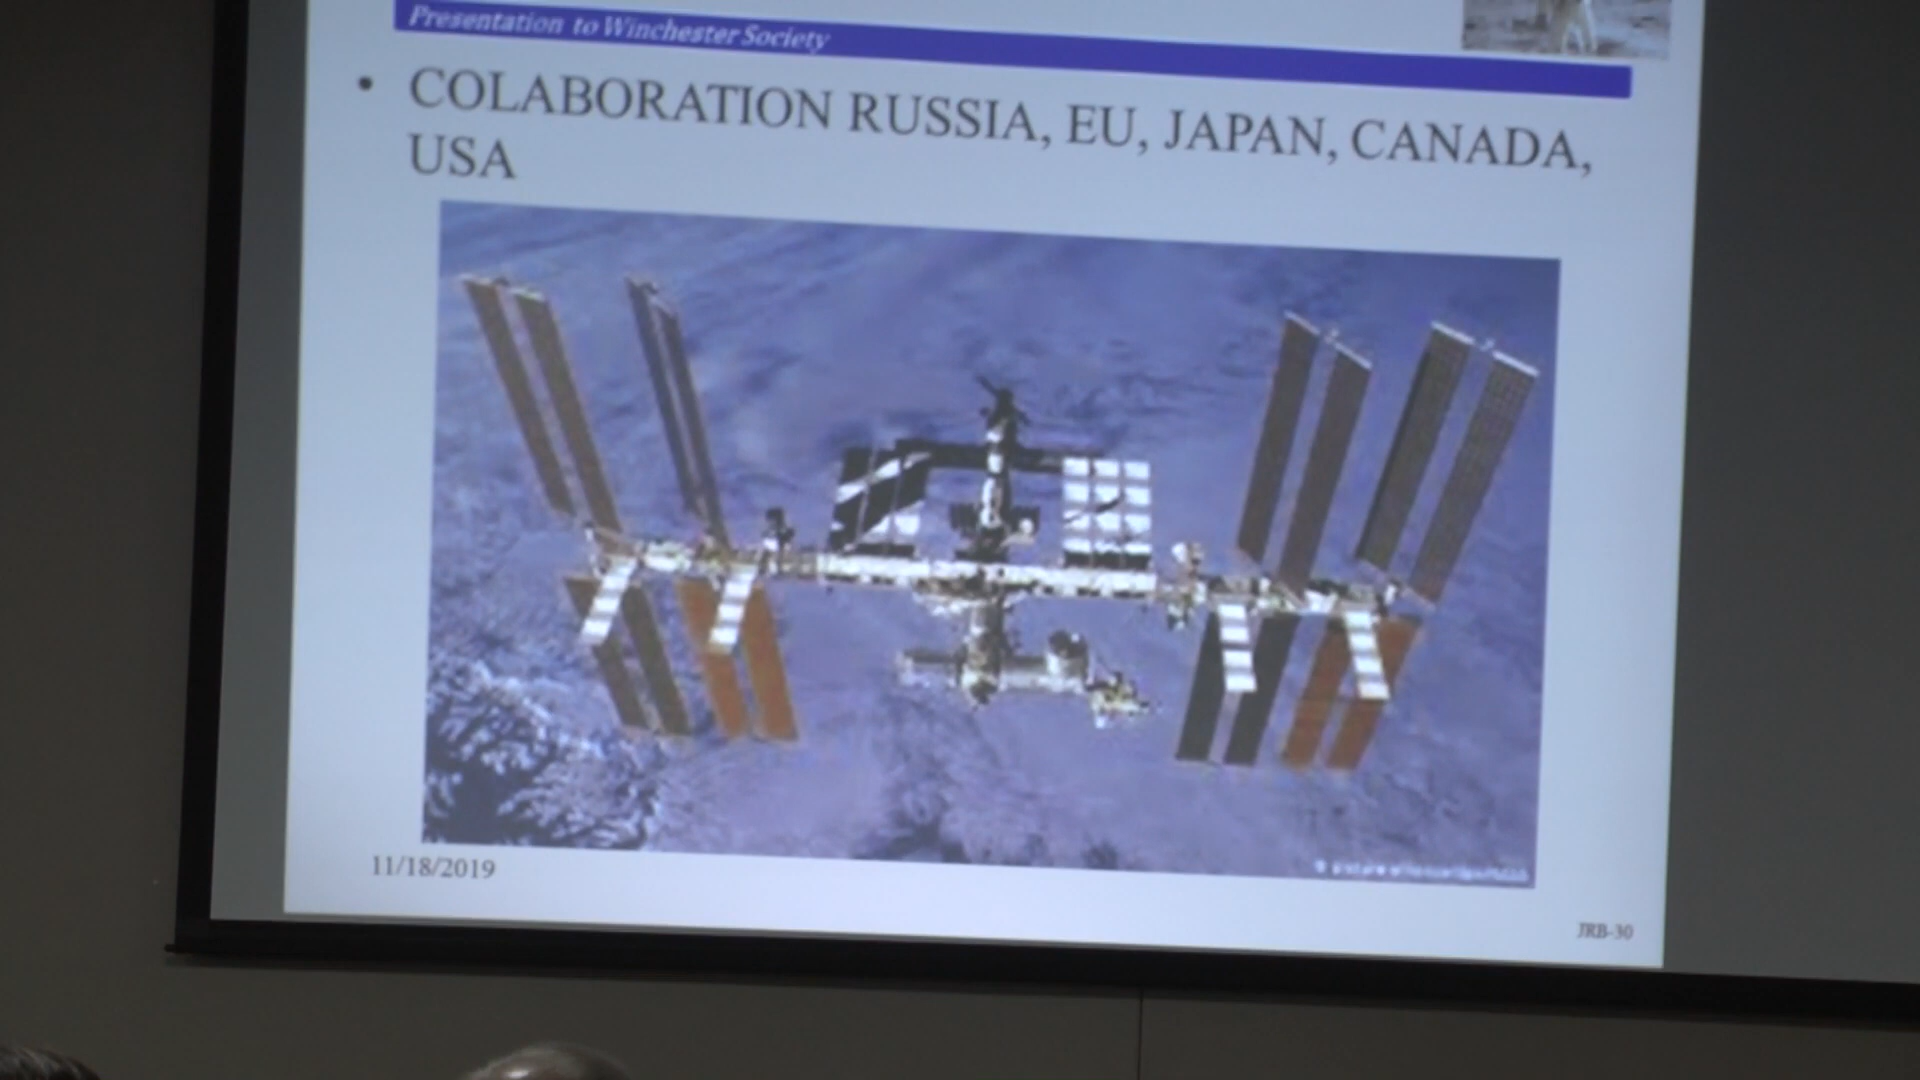 Presentation to Winchester Society
• COLABORATION RUSSIA, EU, JAPAN, CANADA,
USA
11/18/2019
JRB-30